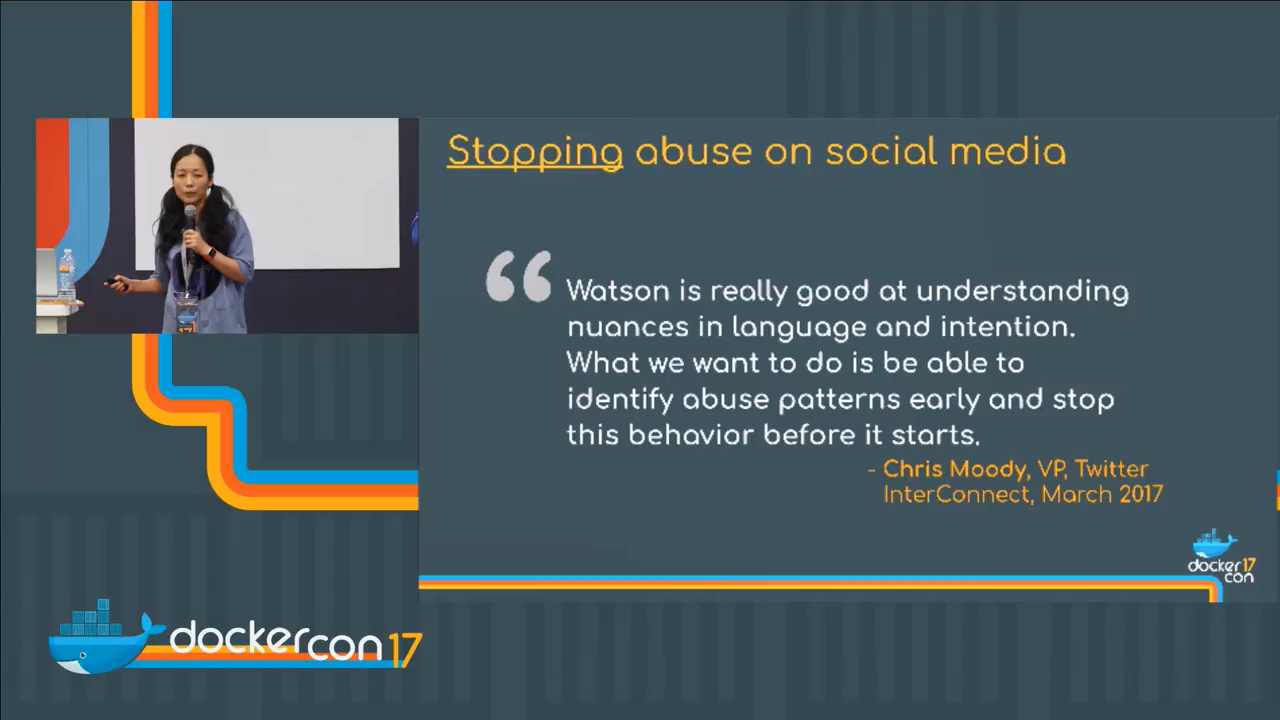 Stopping abuse on social media
“
Watson is really good at understanding
nuances in language and intention.
What we want to do is be able to
identify abuse patterns early and stop
this behavior before it starts.
- Chris Moody, VP, Twitter
InterConnect, March 2017
docker17
con
dockercon17
17